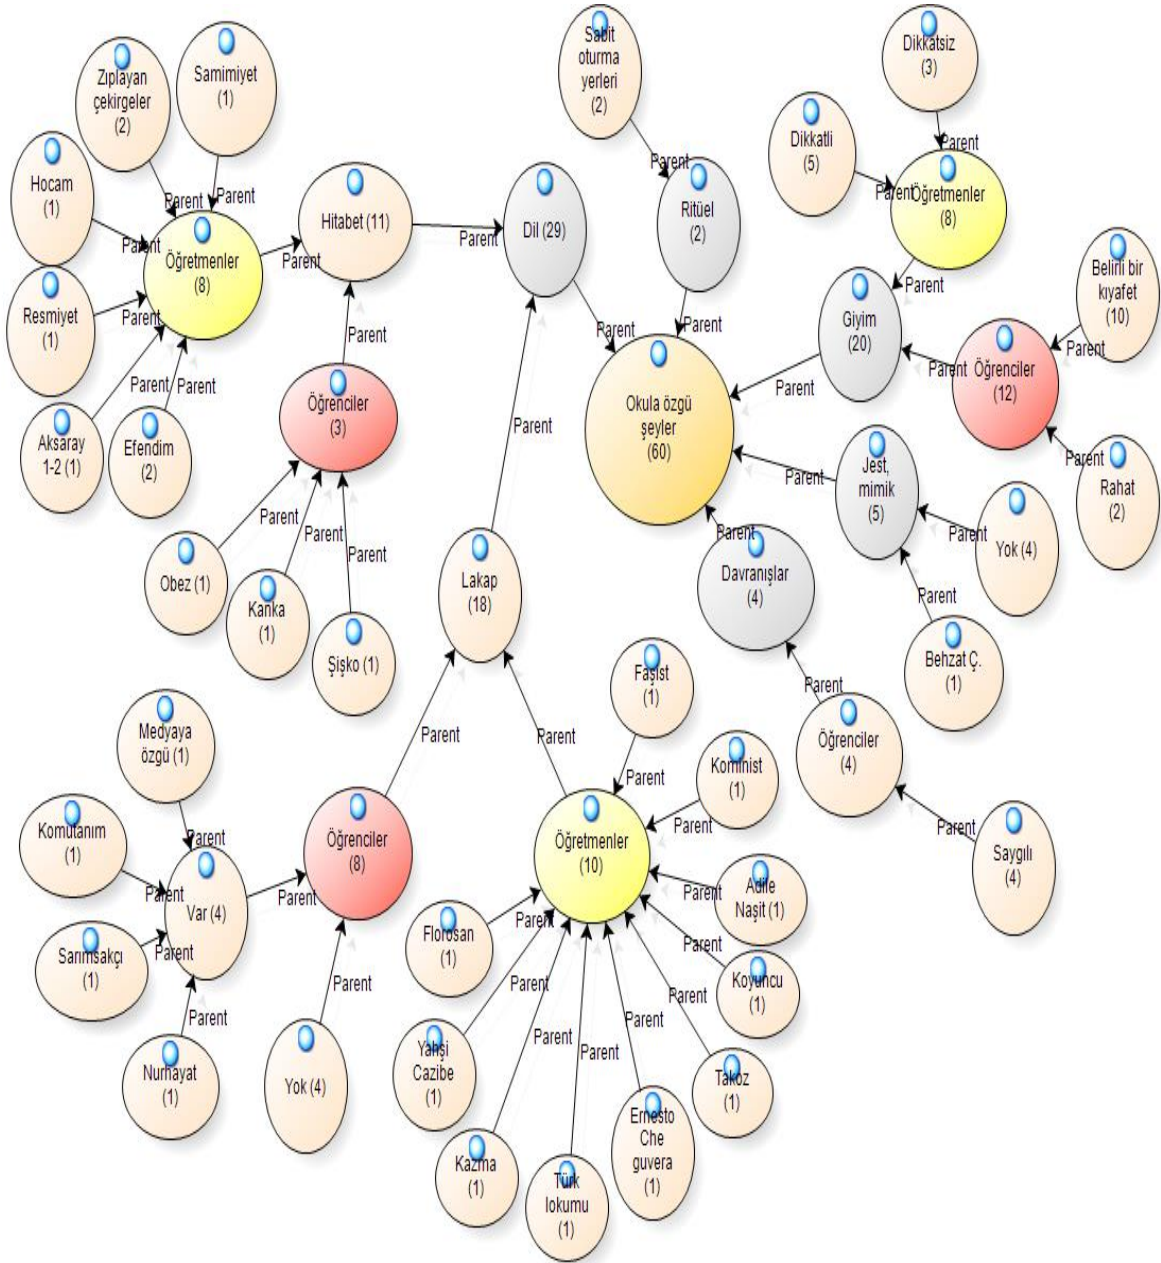 Samimiyet
(1)
Zıplayan
çekirgeler
(2)
Hocam
(1)
Resmiyet
(1)
Aksaray
1-2 (1)
Efendim
(2)
Öğretmenler
(8)
Parent
Parent
Parent
Parent
Parent
Parent
Parent
Hitabet (11)
Parent
Parent
Öğrenciler
(3)
Parent
Parent
Parent
Obez (1)
Kanka
(1)
Şişko (1)
Dil (29)
Parent
Parent
Sabit
oturma
yerleri
(2)
Parent
Ritüel
(2)
Parent
Okula özgü
şeyler
(60)
Dikkatsiz
(3)
Dikkatli
(5)
Parent
Parent
Öğretmenler
(8)
Parent
Giyim
(20)
Parent
Parent
Öğrenciler
(12)
Belirli bir
kıyafet
(10)
Parent
Parent
Rahat
(2)
Jest,
mimik
(5)
Parent
Parent
Yok (4)
Parent
Behzat Ç.
(1)
Davranışlar
(4)
Parent
Parent
Öğrenciler
(4)
Parent
Saygılı
(4)
Lakap
(18)
Parent
Parent
Öğrenciler
(8)
Parent
Parent
Medyaya
özgü (1)
Komutanım
(1)
Sarımsakçı
(1)
Nurhayat
(1)
Var (4)
Parent
Parent
Parent
Parent
Yok (4)
Öğretmenler
(10)
Faşist
(1)
Kominist
(1)
Adile
Naşit (1)
Koyuncu
(1)
Takoz
(1)
Ernesto
Che
guvera
(1)
Türk
lokumu
(1)
Kazma
(1)
Yahşi
Cazibe
(1)
Florosan
(1)
Parent
Parent
Parent
Parent
Parent
Parent
Parent
Parent
Parent